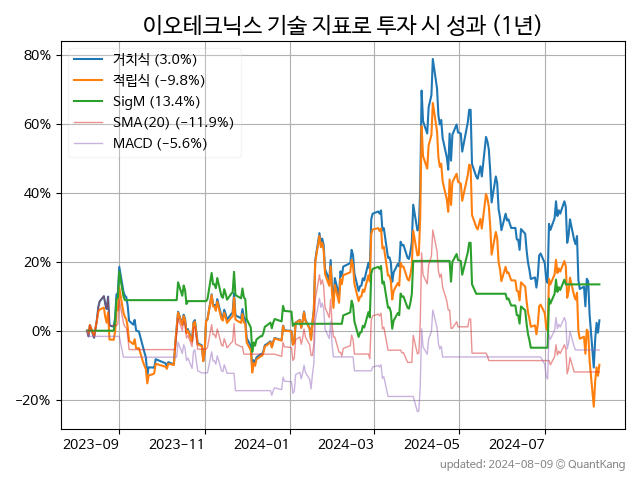 이오테크닉스 기술 지표로 투자 시 성과 (1년)
80%
60%
40%
20%
0%
−20%
거치식 (3.0%)
적립식 (−9.8%)
SigM (13.4%)
SMA(20) (−11.9%)
MACD (−5.6%)
2023-09 2023-11 2024-01 2024-03 2024-05 2024-07
updated: 2024-08-09 © QuantKang